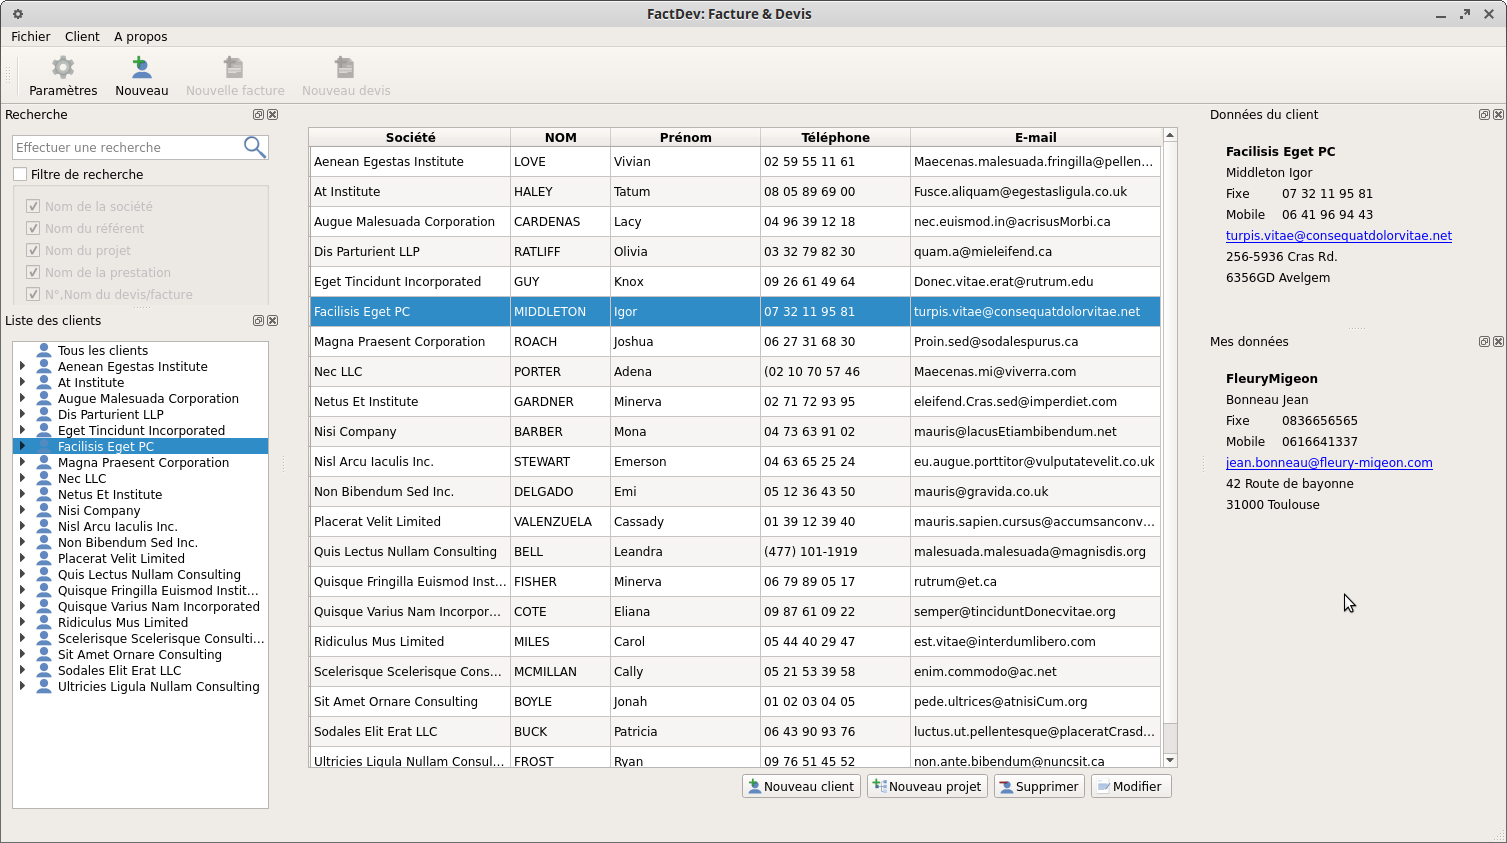 FactDev: Facture & Devis
Fichier Client A propos
Paramètres Nouveau Nouvelle facture Nouveau devis
Recherche
Effectuer une recherche
Filtre de recherche
Nom de la société
Nom du référent
Nom du projet
Nom de la prestation
N°,Nom du devis/facture
Liste des clients
Tous les clients
Aenean Egestas Institute
At Institute
Augue Malesuada Corporation
Dis Parturient LLP
Eget Tincidunt Incorporated
Facilisis Eget PC
Magna Praesent Corporation
Nec LLC
Netus Et Institute
Nisi Company
Nisl Arcu Iaculis Inc.
Non Bibendum Sed Inc.
Placerat Velit Limited
Quis Lectus Nullam Consulting
Quisque Fringilla Euismod Instit...
Quisque Varius Nam Incorporated
Ridiculus Mus Limited
Scelerisque Scelerisque Consulti...
Sit Amet Ornare Consulting
Sodales Elit Erat LLC
Ultricies Ligula Nullam Consulting
Société NOM Prénom Téléphone E-mail
Aenean Egestas Institute LOVE Vivian 02 59 55 11 61 Maecenas.malesuada.fringilla@pellen...
At Institute HALEY Tatum 08 05 89 69 00 Fusce.aliquam@egestasligula.co.uk
Augue Malesuada Corporation CARDENAS Lacy 04 96 39 12 18 nec.euismod.in@acrisusMorbi.ca
Dis Parturient LLP RATLIFF Olivia 03 32 79 82 30 quam.a@mieleifend.ca
Eget Tincidunt Incorporated GUY Knox 09 26 61 49 64 Donec.vitae.erat@rutrum.edu
Facilisis Eget PC MIDDLETON Igor 07 32 11 95 81 turpis.vitae@consequatdolorvitae.net
Magna Praesent Corporation ROACH Joshua 06 27 31 68 30 Proin.sed@sodalespurus.ca
Nec LLC PORTER Adena (02 10 70 57 46 Maecenas.mi@viverra.com
Netus Et Institute GARDNER Minerva 02 71 72 93 95 eleifend.Cras.sed@imperdiet.com
Nisi Company BARBER Mona 04 73 63 91 02 mauris@lacusEtiambibendum.net
Nisl Arcu Iaculis Inc. STEWART Emerson 04 63 65 25 24 eu.augue.porttitor@vulputatevelit.co.uk
Non Bibendum Sed Inc. DELGADO Emi 05 12 36 43 50 mauris@gravida.co.uk
Placerat Velit Limited VALENZUELA Cassady 01 39 12 39 40 mauris.sapien.cursus@accumsanconv...
Quis Lectus Nullam Consulting BELL Leandra (477) 101-1919 malesuada.malesuada@magnisdis.org
Quisque Fringilla Euismod Inst... FISHER Minerva 06 79 89 05 17 rutrum@et.ca
Quisque Varius Nam Incorpor... COTE Eliana 09 87 61 09 22 semper@tinciduntDonecvitae.org
Ridiculus Mus Limited MILES Carol 05 44 40 29 47 est.vitae@interdumlibero.com
Scelerisque Scelerisque Cons... MCMILLAN Cally 05 21 53 39 58 enim.commodo@ac.net
Sit Amet Ornare Consulting BOYLE Jonah 01 02 03 04 05 pede.ultrices@atnisiCum.org
Sodales Elit Erat LLC BUCK Patricia 06 43 90 93 76 luctus.ut.pellentesque@placeratCrasd...
Ultricies Ligula Nullam Consul... FROST Ryan 09 76 51 45 52 non.ante.bibendum@nuncsit.ca
Nouveau client Nouveau projet Supprimer Modifier
Données du client
Facilisis Eget PC
Middleton Igor
Fixe 07 32 11 95 81
Mobile 06 41 96 94 43
turpis.vitae@consequatdolorvitae.net
256-5936 Cras Rd.
6356GD Avelgem
Mes données
FleuryMigeon
Bonneau Jean
Fixe 0836656565
Mobile 0616641337
jean.bonneau@fleury-migeon.com
42 Route de bayonne
31000 Toulouse